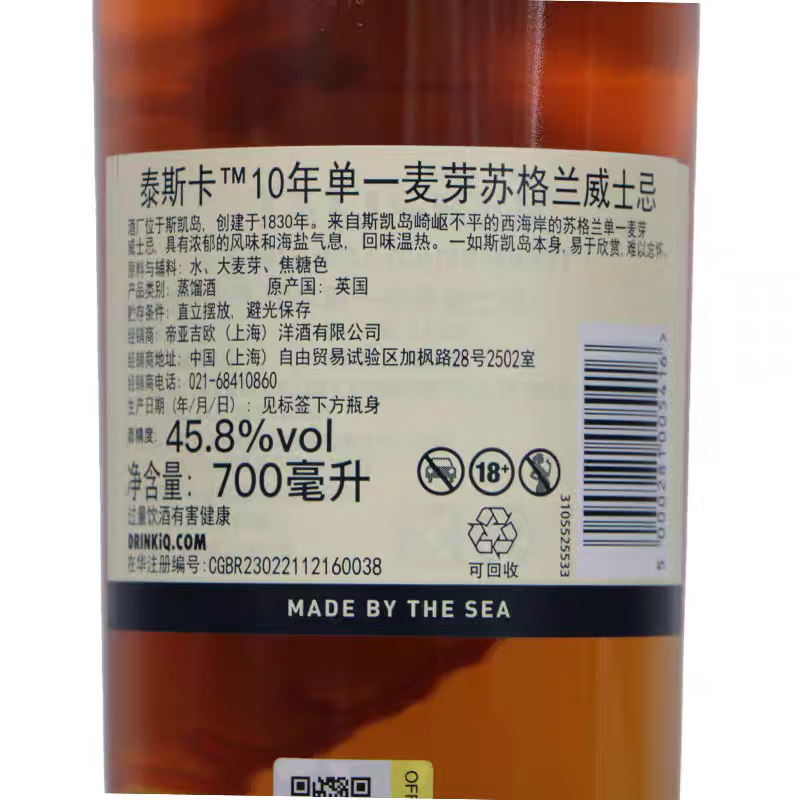 泰斯卡™10年单一麦芽苏格兰威士忌
酒厂位于斯凯岛，创建于1830年。来自斯凯岛崎岖不平的西海岸的苏格兰单一麦芽
威士忌，具有浓郁的风味和海盐气息，回味温热。一如斯凯岛本身，易于欣赏，难以忘怀。
原料与辅料：水、大麦芽、焦糖色
产品类别：蒸馏酒 原产国：英国
贮存条件：直立摆放，避光保存
经销商：帝亚吉欧（上海）洋酒有限公司
经销商地址：中国（上海）自由贸易试验区加枫路28号2502室
经销商电话：021-68410860
生产日期（年/月/日）：见标签下方瓶身
酒精度：45.8%vol
净含量：700毫升
18+
过量饮酒有害健康
DRINKiQ.COM
在华注册编号：CGBR23022112160038
可回收
3105525533
5 000281 005416 >
MADE BY THE SEA